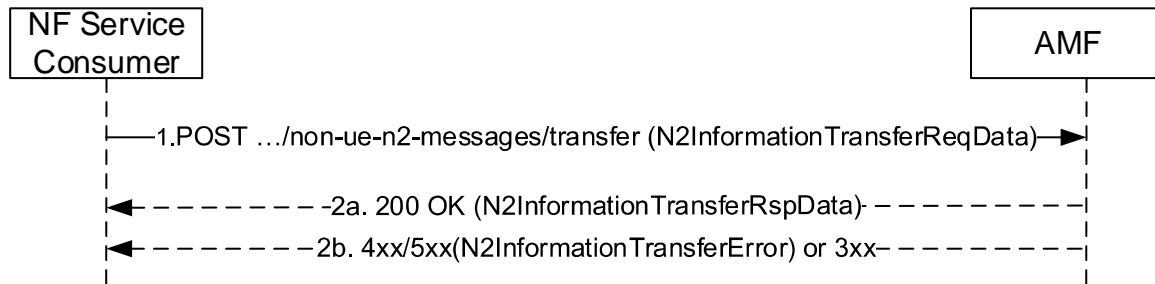 NF Service
Consumer
AMF
1.POST …/non-ue-n2-messages/transfer (N2InformationTransferReqData)
2a. 200 OK (N2InformationTransferRspData)
2b. 4xx/5xx(N2InformationTransferError) or 3xx